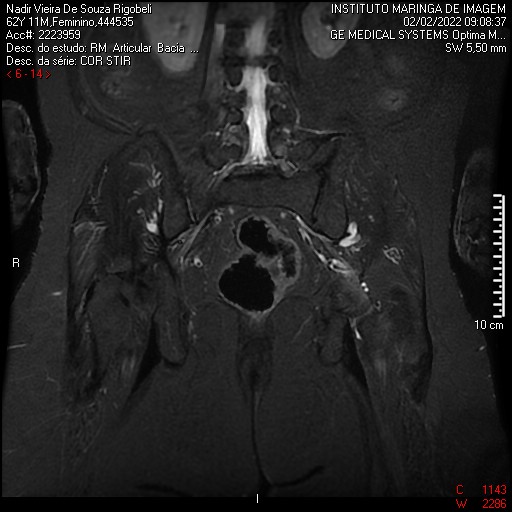 Nadir Vieira De Souza Rigobeli
62Y 11M,Feminino,444535
Acc#: 2223959
Desc. do estudo: RM Articular Bacia ...
Desc. da série: COR STIR
< 6 - 14 >
INSTITUTO MARINGA DE IMAGEM
02/02/2022 09:08:37
GE MEDICAL SYSTEMS Optima M...
SW 5,50 mm
R
10 cm
C 1143
W 2286